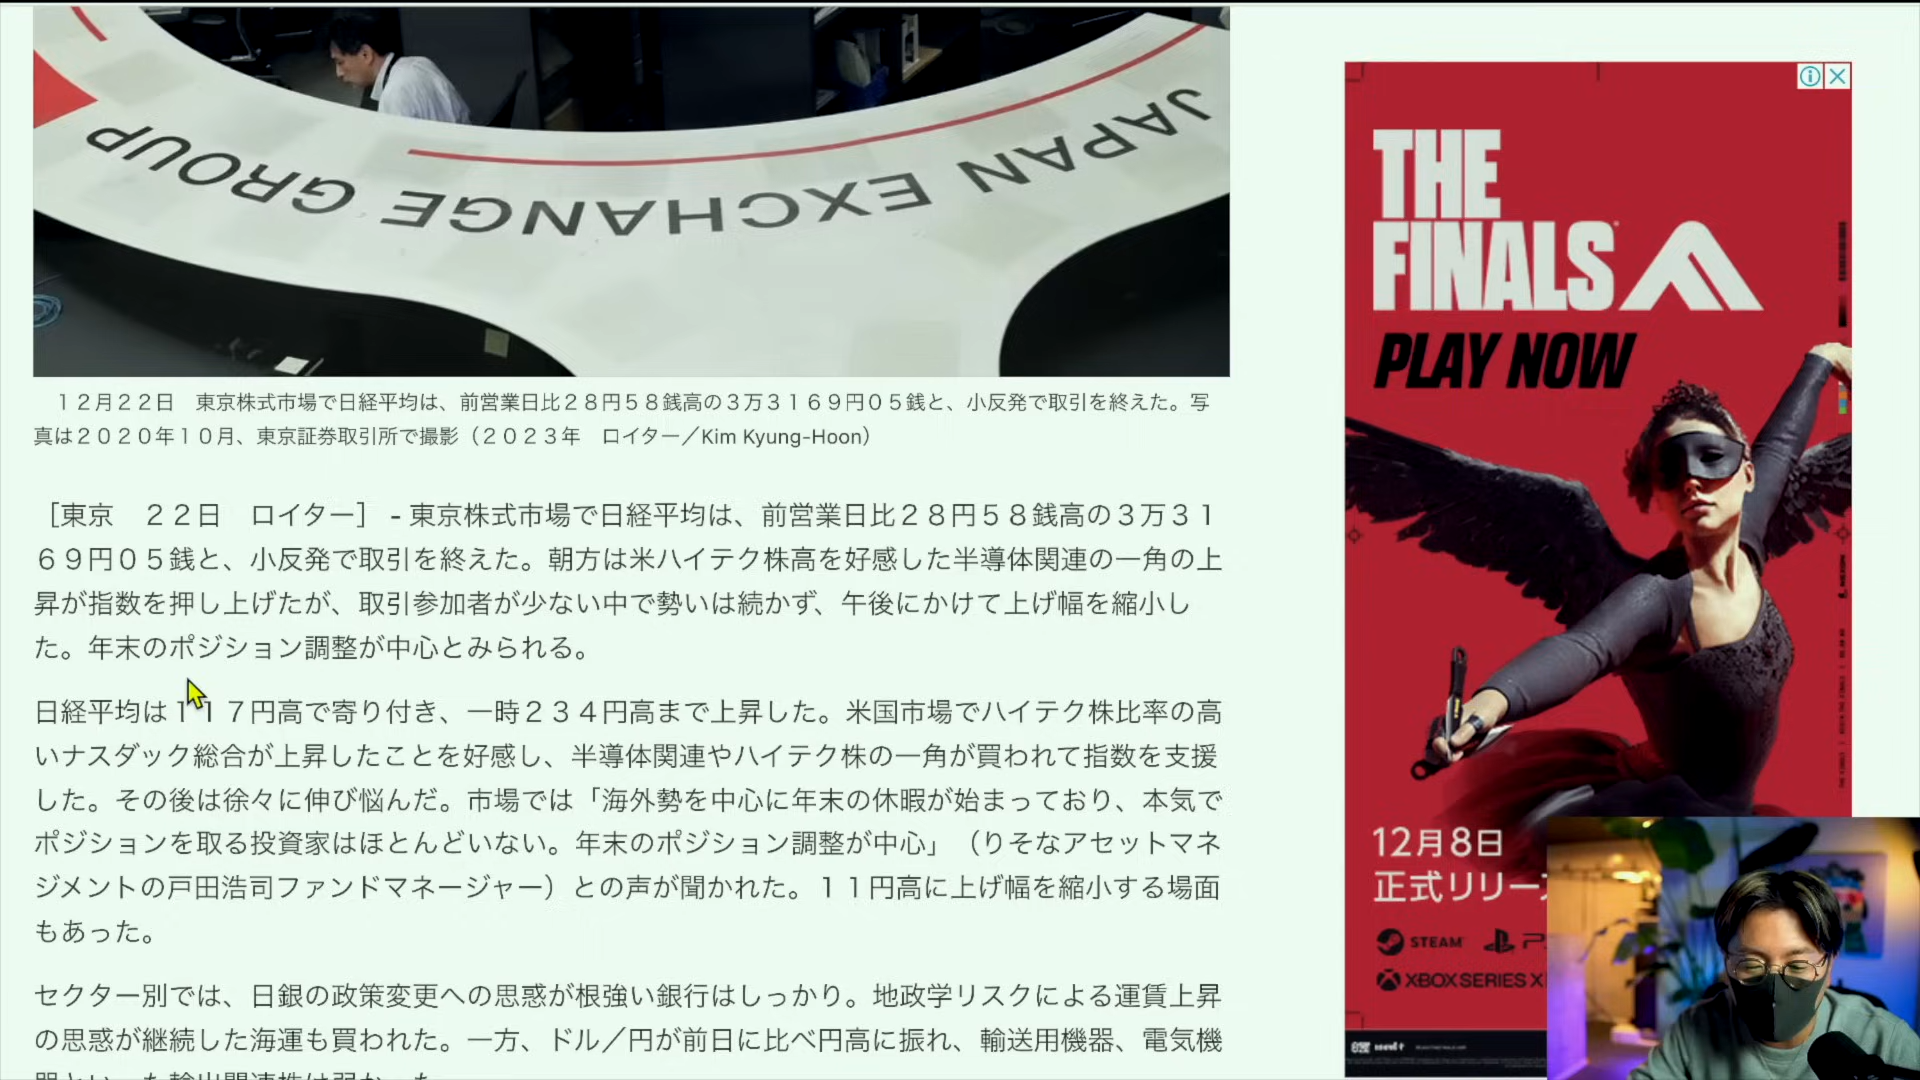 JAPAN EXCHANGE GROUP
１２月２２日　東京株式市場で日経平均は、前営業日比２８円５８銭高の３万３１６９円０５銭と、小反発で取引を終えた。写
真は２０２０年１０月、東京証券取引所で撮影（２０２３年　ロイター／Kim Kyung-Hoon）
［東京　２２日　ロイター］ - 東京株式市場で日経平均は、前営業日比２８円５８銭高の３万３１
６９円０５銭と、小反発で取引を終えた。朝方は米ハイテク株高を好感した半導体関連の一角の上
昇が指数を押し上げたが、取引参加者が少ない中で勢いは続かず、午後にかけて上げ幅を縮小し
た。年末のポジション調整が中心とみられる。
日経平均は１１７円高で寄り付き、一時２３４円高まで上昇した。米国市場でハイテク株比率の高
いナスダック総合が上昇したことを好感し、半導体関連やハイテク株の一角が買われて指数を支援
した。その後は徐々に伸び悩んだ。市場では「海外勢を中心に年末の休暇が始まっており、本気で
ポジションを取る投資家はほとんどいない。年末のポジション調整が中心」（りそなアセットマネ
ジメントの戸田浩司ファンドマネージャー）との声が聞かれた。１１円高に上げ幅を縮小する場面
もあった。
セクター別では、日銀の政策変更への思惑が根強い銀行はしっかり。地政学リスクによる運賃上昇
の思惑が継続した海運も買われた。一方、ドル／円が前日に比べ円高に振れ、輸送用機器、電気機
THE
FINALS
PLAY NOW
12月8日
正式リリー
STEAM
XBOX SERIES X